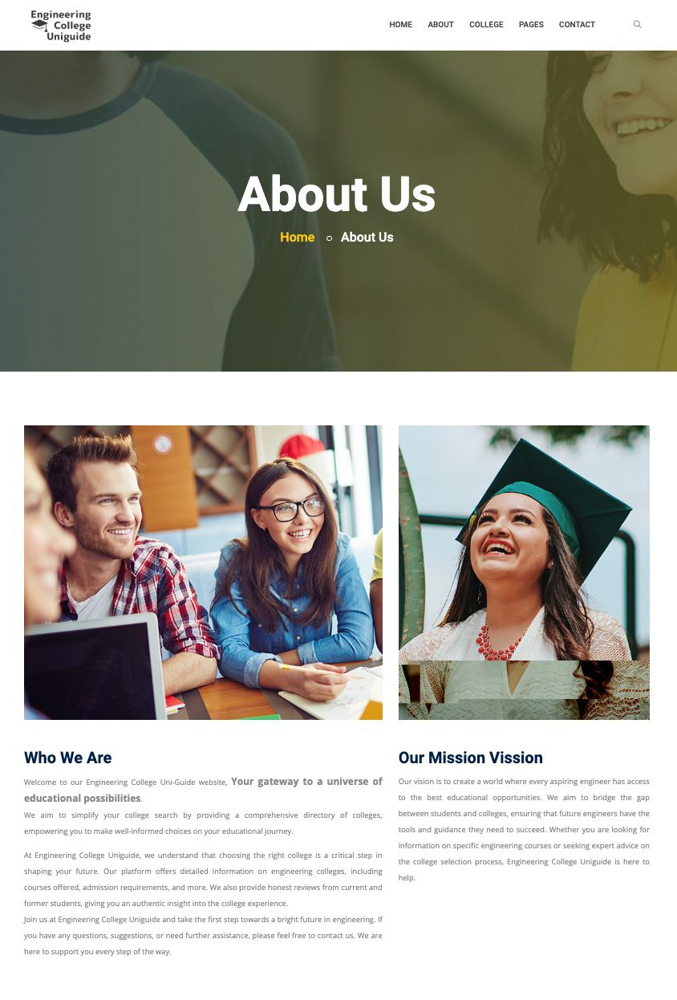 Engineering
College
Uniguide
HOME ABOUT COLLEGE PAGES CONTACT
About Us
Home About Us
Who We Are
Welcome to our Engineering College Uni-Guide website, Your gateway to a universe of
educational possibilities.
We aim to simplify your college search by providing a comprehensive directory of colleges,
empowering you to make well-informed choices on your educational journey.
At Engineering College Uniguide, we understand that choosing the right college is a critical step in
shaping your future. Our platform offers detailed information on engineering colleges, including
courses offered, admission requirements, and more. We also provide honest reviews from current and
former students, giving you an authentic insight into the college experience.
Join us at Engineering College Uniguide and take the first step towards a bright future in engineering. If
you have any questions, suggestions, or need further assistance, please feel free to contact us. We are
here to support you every step of the way.
Our Mission Vission
Our vision is to create a world where every aspiring engineer has access
to the best educational opportunities. We aim to bridge the gap
between students and colleges, ensuring that future engineers have the
tools and guidance they need to succeed. Whether you are looking for
information on specific engineering courses or seeking expert advice on
the college selection process, Engineering College Uniguide is here to
help.